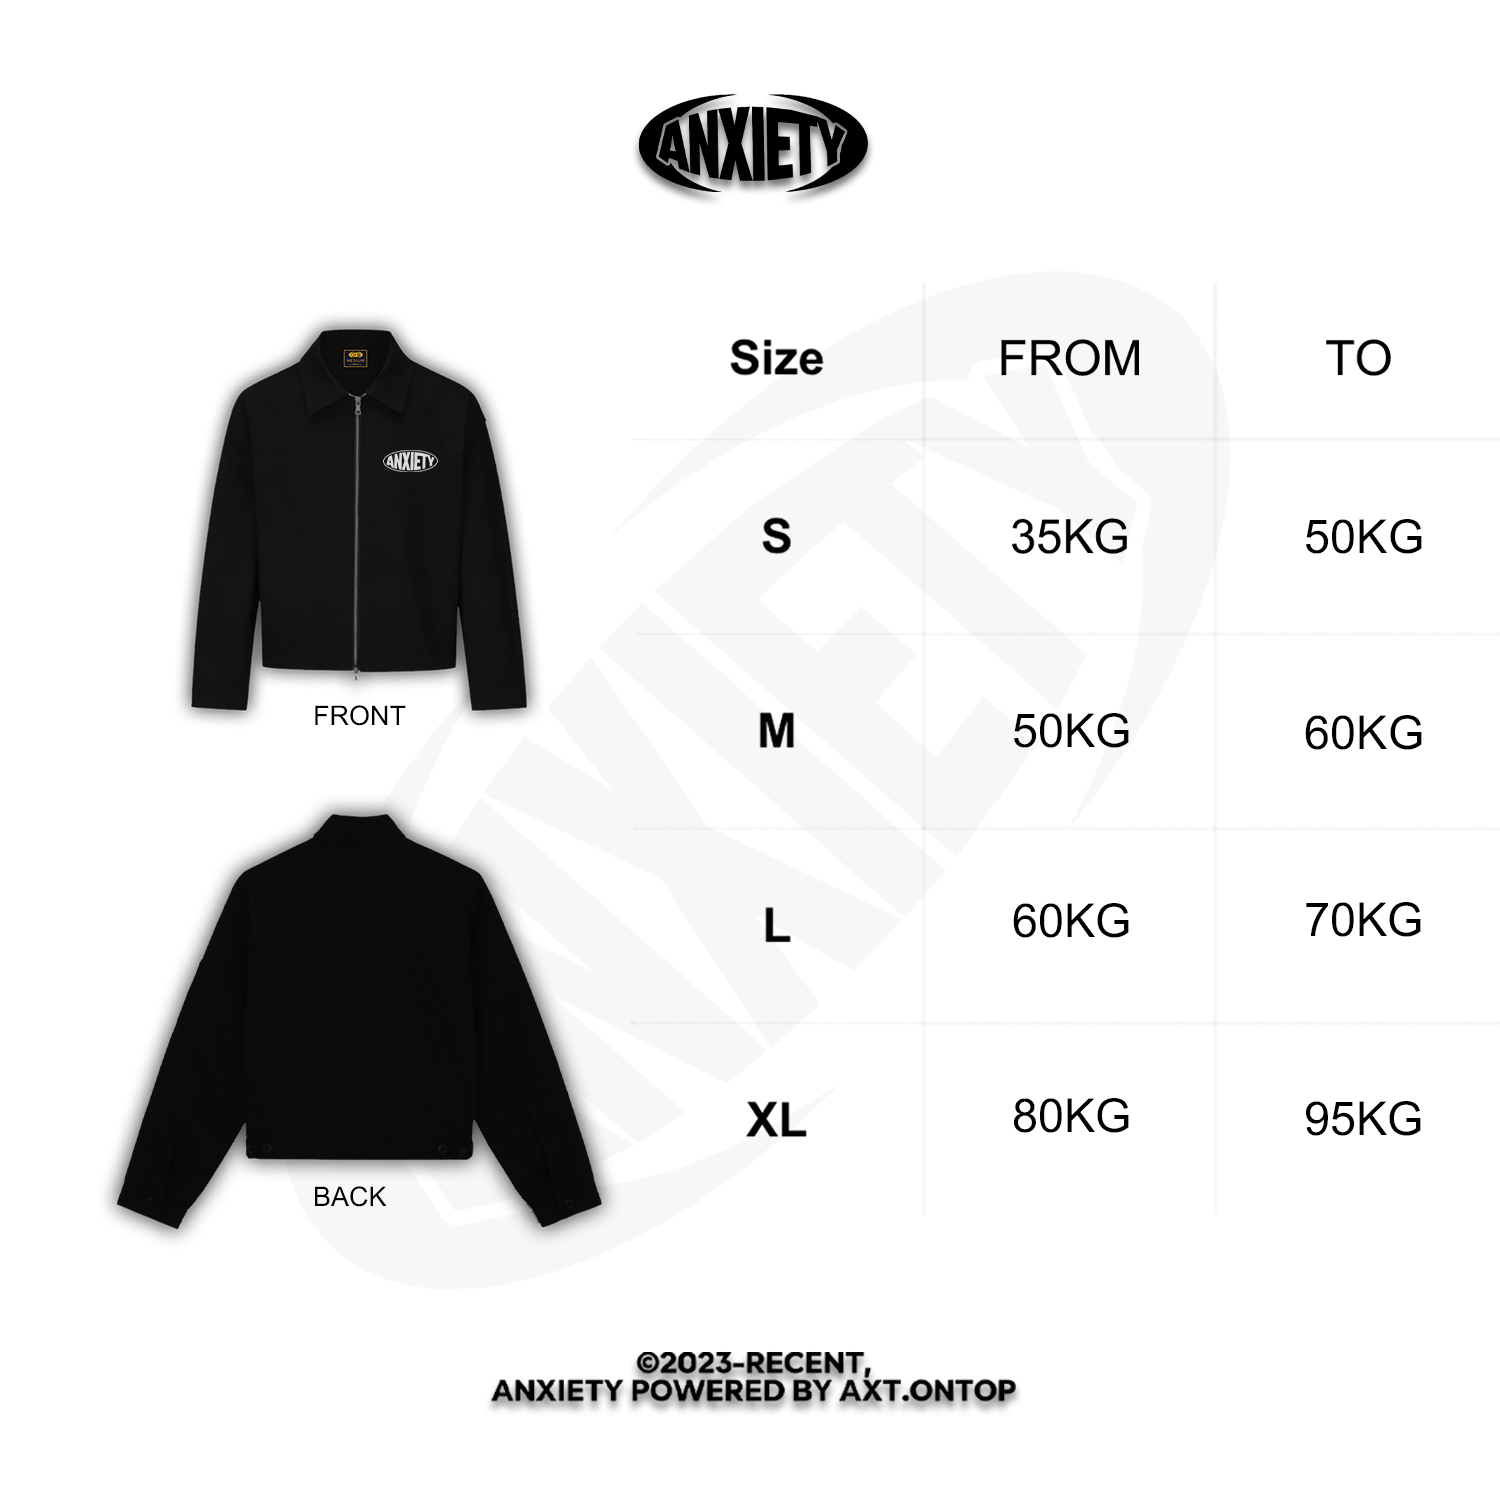 ANXIETY
Size FROM TO
S 35KG 50KG
M 50KG 60KG
L 60KG 70KG
XL 80KG 95KG
MEDIUM
ANXIETY
FRONT
BACK
ANXIETY
©2023-RECENT,
ANXIETY POWERED BY AXT.ONTOP